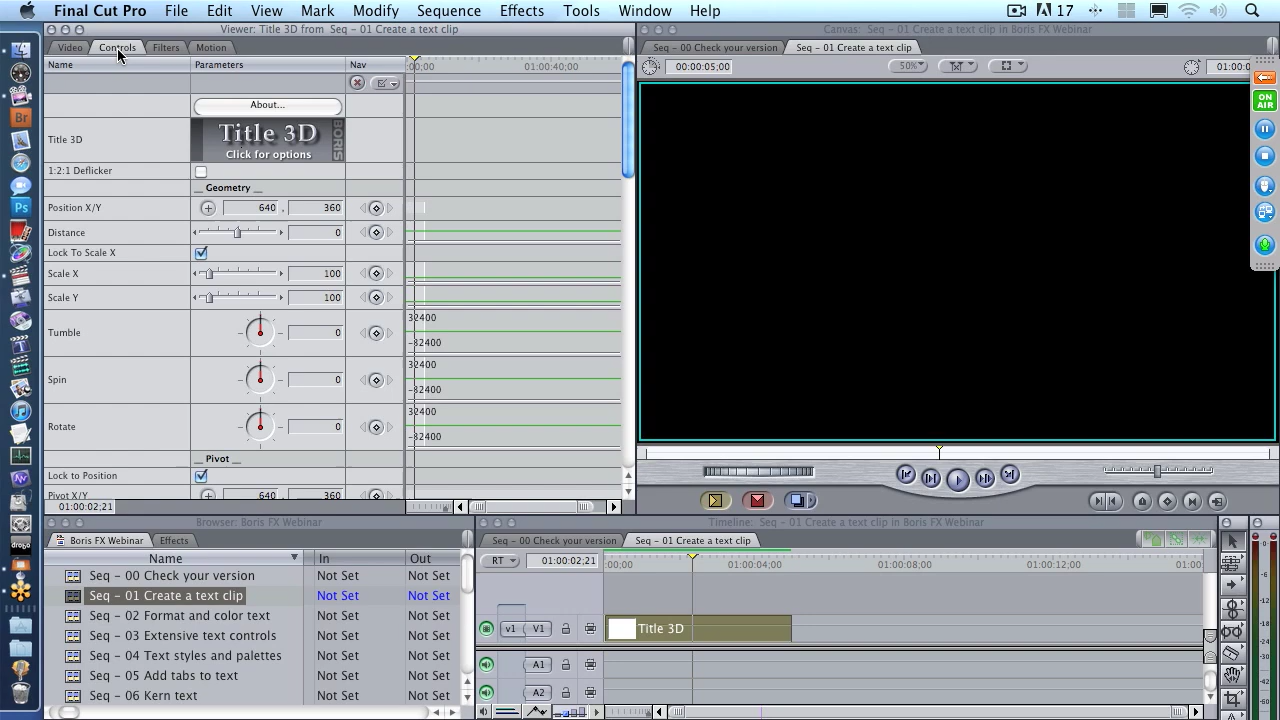 Final Cut Pro File Edit View Mark Modify Sequence Effects Tools Window Help 17
Viewer: Title 3D from Seq - 01 Create a text clip
Video Controls Filters Motion
Name Parameters Nav :00;00 01:00:40;00
About...
Title 3D
Title 3D
BORIS
Click for options
1:2:1 Deflicker
__ Geometry __
Position X/Y 640 , 360
Distance 0
Lock To Scale X
Scale X 100
Scale Y 100
Tumble 0 32400 -32400
Spin 0 32400 -32400
Rotate 0 32400 -32400
__ Pivot __
Lock to Position
Pivot X/Y 640 360
01:00:02;21
Canvas: Seq - 01 Create a text clip in Boris FX Webinar
Seq - 00 Check your version Seq - 01 Create a text clip
00:00:05;00 50% 01:00:0
ON AIR
Br
Ps
Browser: Boris FX Webinar
Boris FX Webinar Effects
Name In Out
Seq - 00 Check your version Not Set Not Set
Seq - 01 Create a text clip Not Set Not Set
Seq - 02 Format and color text Not Set Not Set
Seq - 03 Extensive text controls Not Set Not Set
Seq - 04 Text styles and palettes Not Set Not Set
Seq - 05 Add tabs to text Not Set Not Set
Seq - 06 Kern text Not Set Not Set
Timeline: Seq - 01 Create a text clip in Boris FX Webinar
Seq - 00 Check your version Seq - 01 Create a text clip
RT 01:00:02;21 :00;00 01:00:04;00 01:00:08;00 01:00:12;00 01:00:
v1 V1 Title 3D
A1
A2
-6
-12
-18
-24
-30